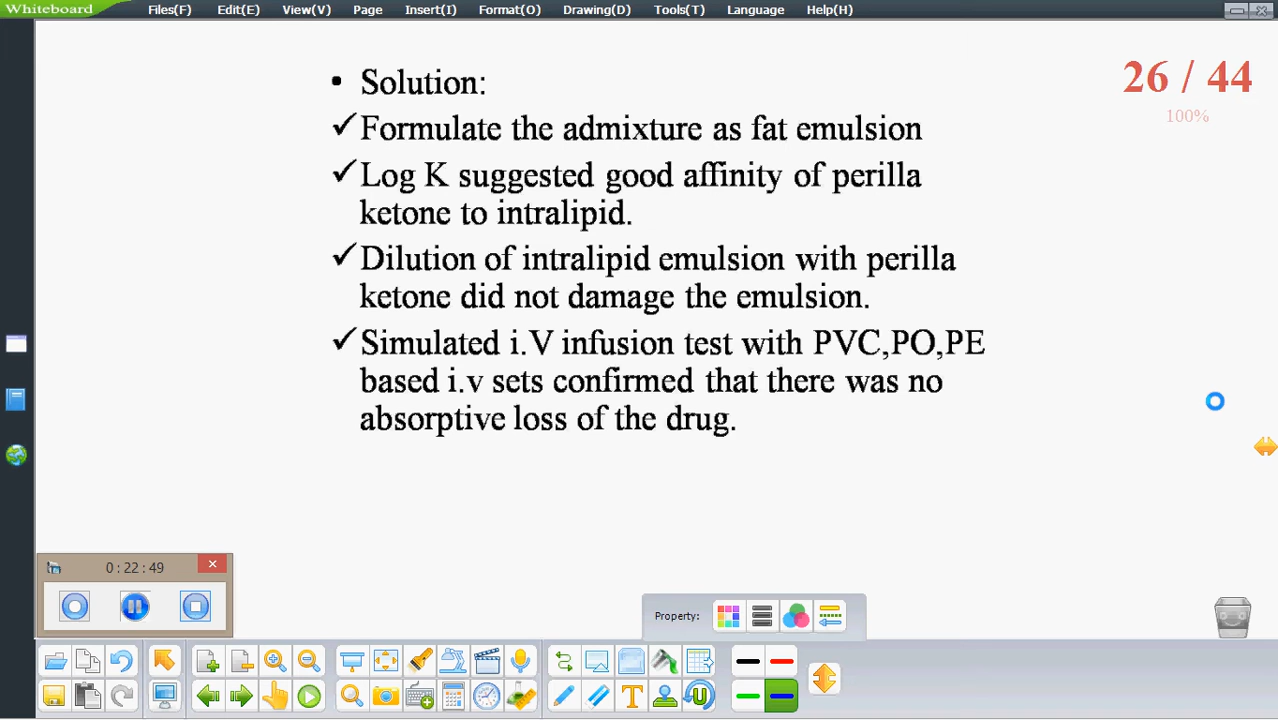 Whiteboard Files(F) Edit(E) View(V) Page Insert(I) Format(O) Drawing(D) Tools(T) Language Help(H)
26 / 44
100%
• Solution:
✓Formulate the admixture as fat emulsion
✓Log K suggested good affinity of perilla
ketone to intralipid.
✓Dilution of intralipid emulsion with perilla
ketone did not damage the emulsion.
✓Simulated i.V infusion test with PVC,PO,PE
based i.v sets confirmed that there was no
absorptive loss of the drug.
0:22:49
Property: